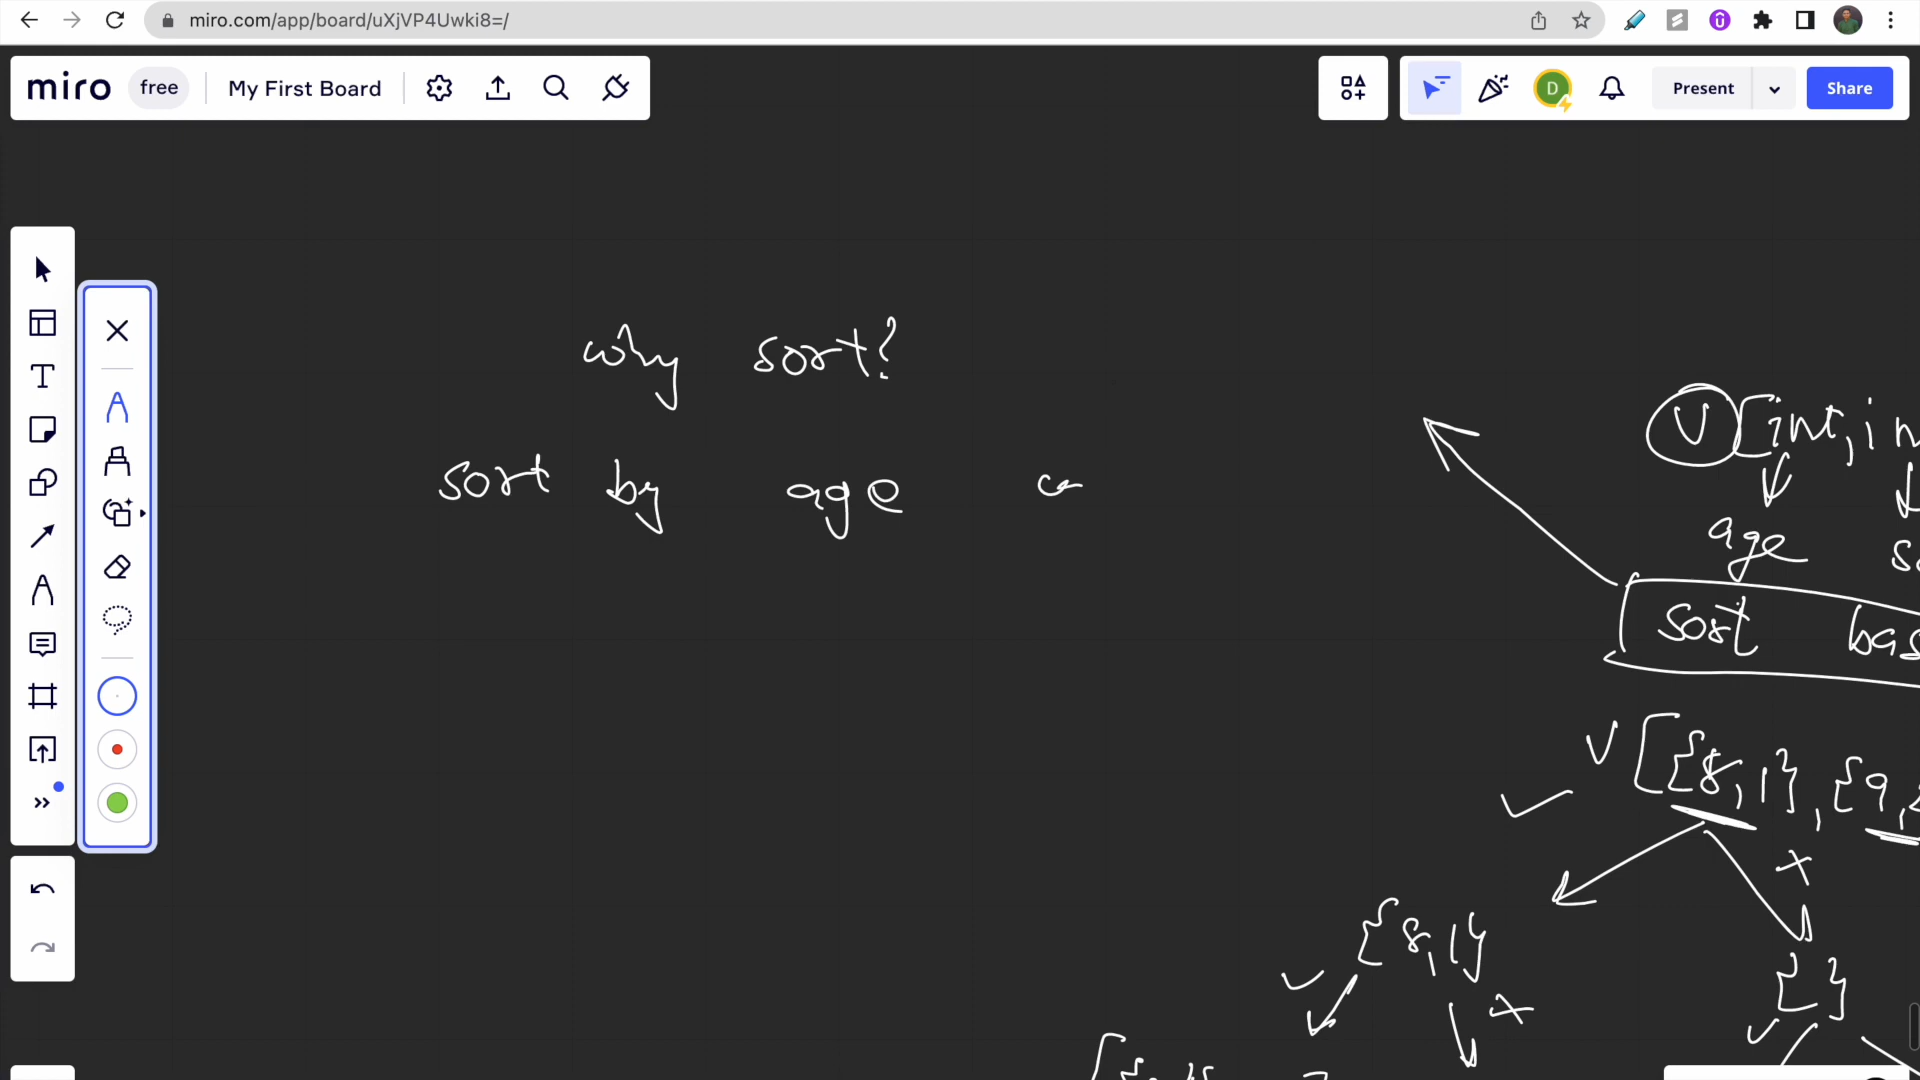 miro.com/app/board/uXjVP4Uwki8=/
miro free My First Board
D Present Share
why sort?
sort by age
V [int, i
age
sort bas
V [{8,1}, {9,
{8,1}
{ }